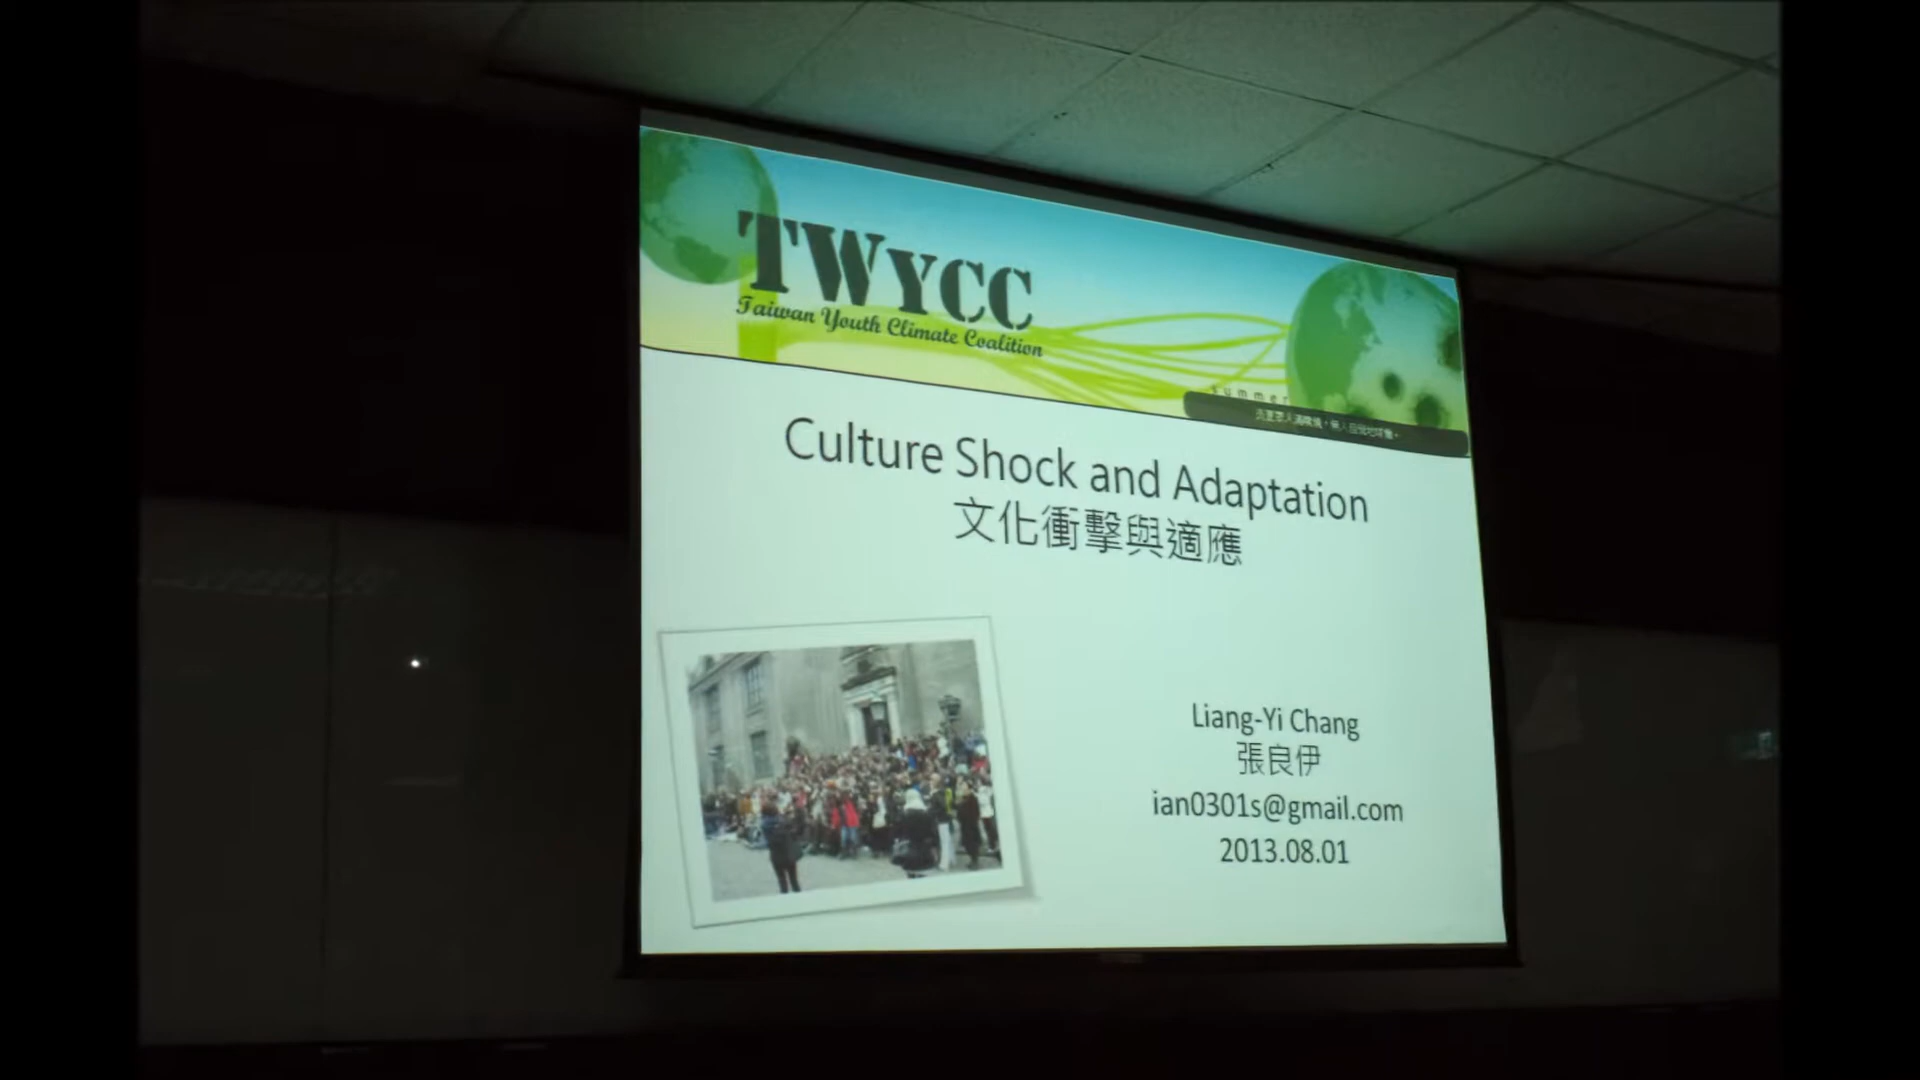 TWYCC
Taiwan Youth Climate Coalition
summer
Culture Shock and Adaptation
文化衝擊與適應
Liang-Yi Chang
張良伊
ian0301s@gmail.com
2013.08.01